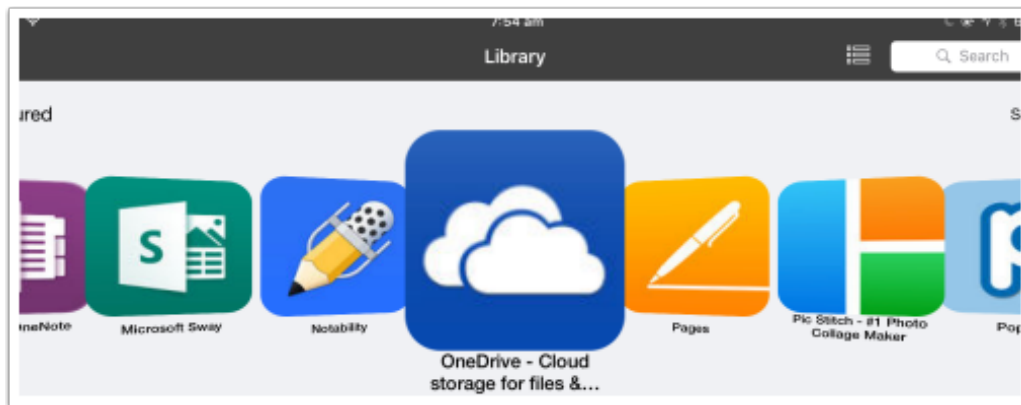 7:54 am
Library
Search
ured
S
S
OneNote
Microsoft Sway
Notability
OneDrive - Cloud
storage for files &...
Pages
Pic Stitch - #1 Photo
Collage Maker
Pop